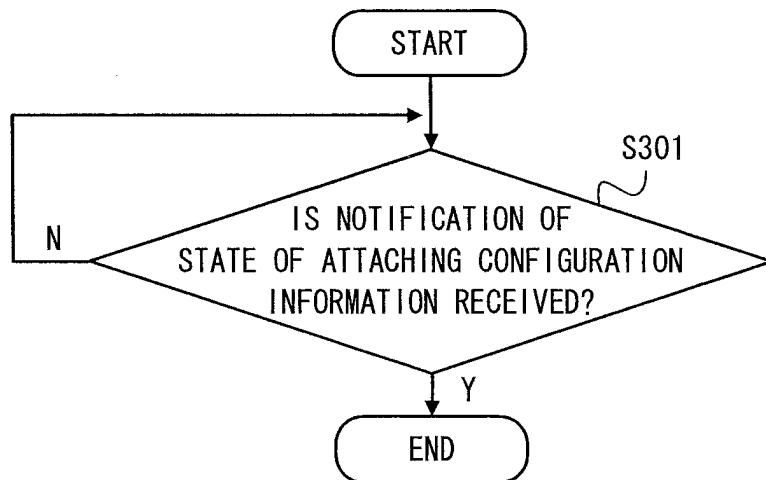 START
S301
IS NOTIFICATION OF
STATE OF ATTACHING CONFIGURATION
INFORMATION RECEIVED?
N
Y
END